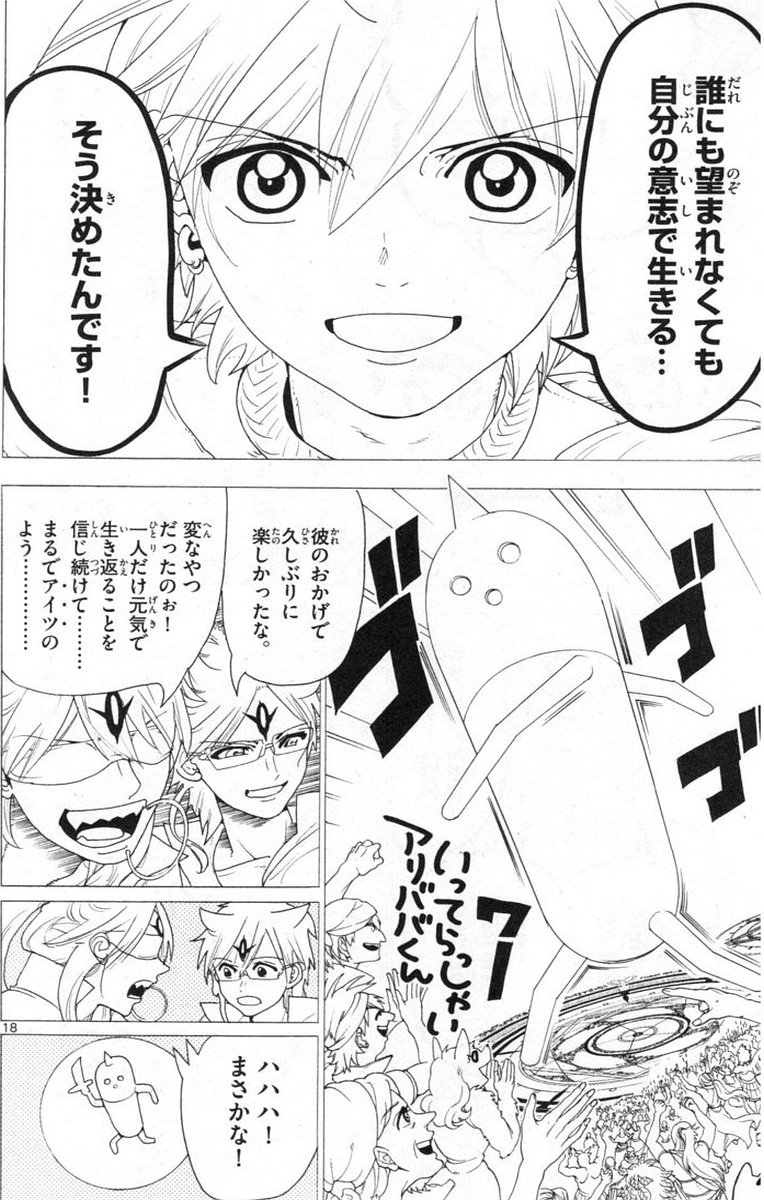 誰にも望まれなくても
自分の意志で生きる…
そう決めたんです！
ゴ
ゴ
ゴ
彼のおかげで
久しぶりに
楽しかったな。
変なやつ
だったのぉ！
一人だけ元気で
生き返ることを
信じ続けて………
まるでアイツの
よう…………
ワー
いってらっしゃい
アリババくん
ハハハ！
まさかな！
18